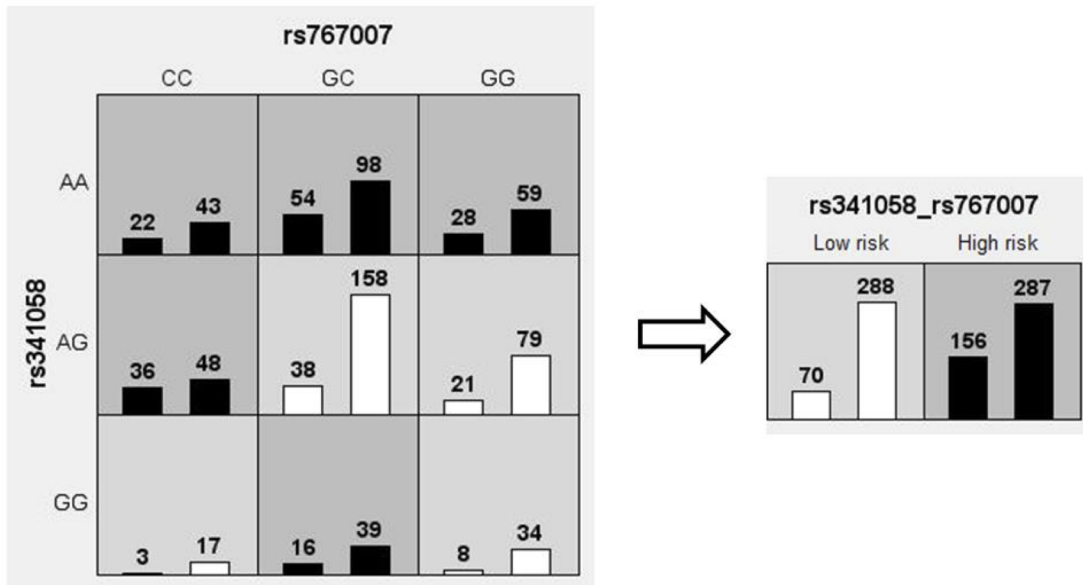 rs767007
CC GC GG
rs341058
AA
22 43 54 98 28 59
AG
36 48 38 158 21 79
GG
3 17 16 39 8 34
rs341058_rs767007
Low risk High risk
70 288 156 287